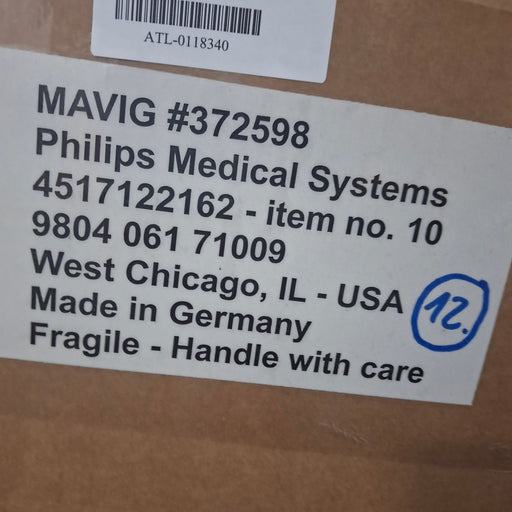 ATL-0118340
MAVIG #372598
Philips Medical Systems
4517122162 - item no. 10
9804 061 71009
West Chicago, IL - USA
Made in Germany
Fragile - Handle with care
12.